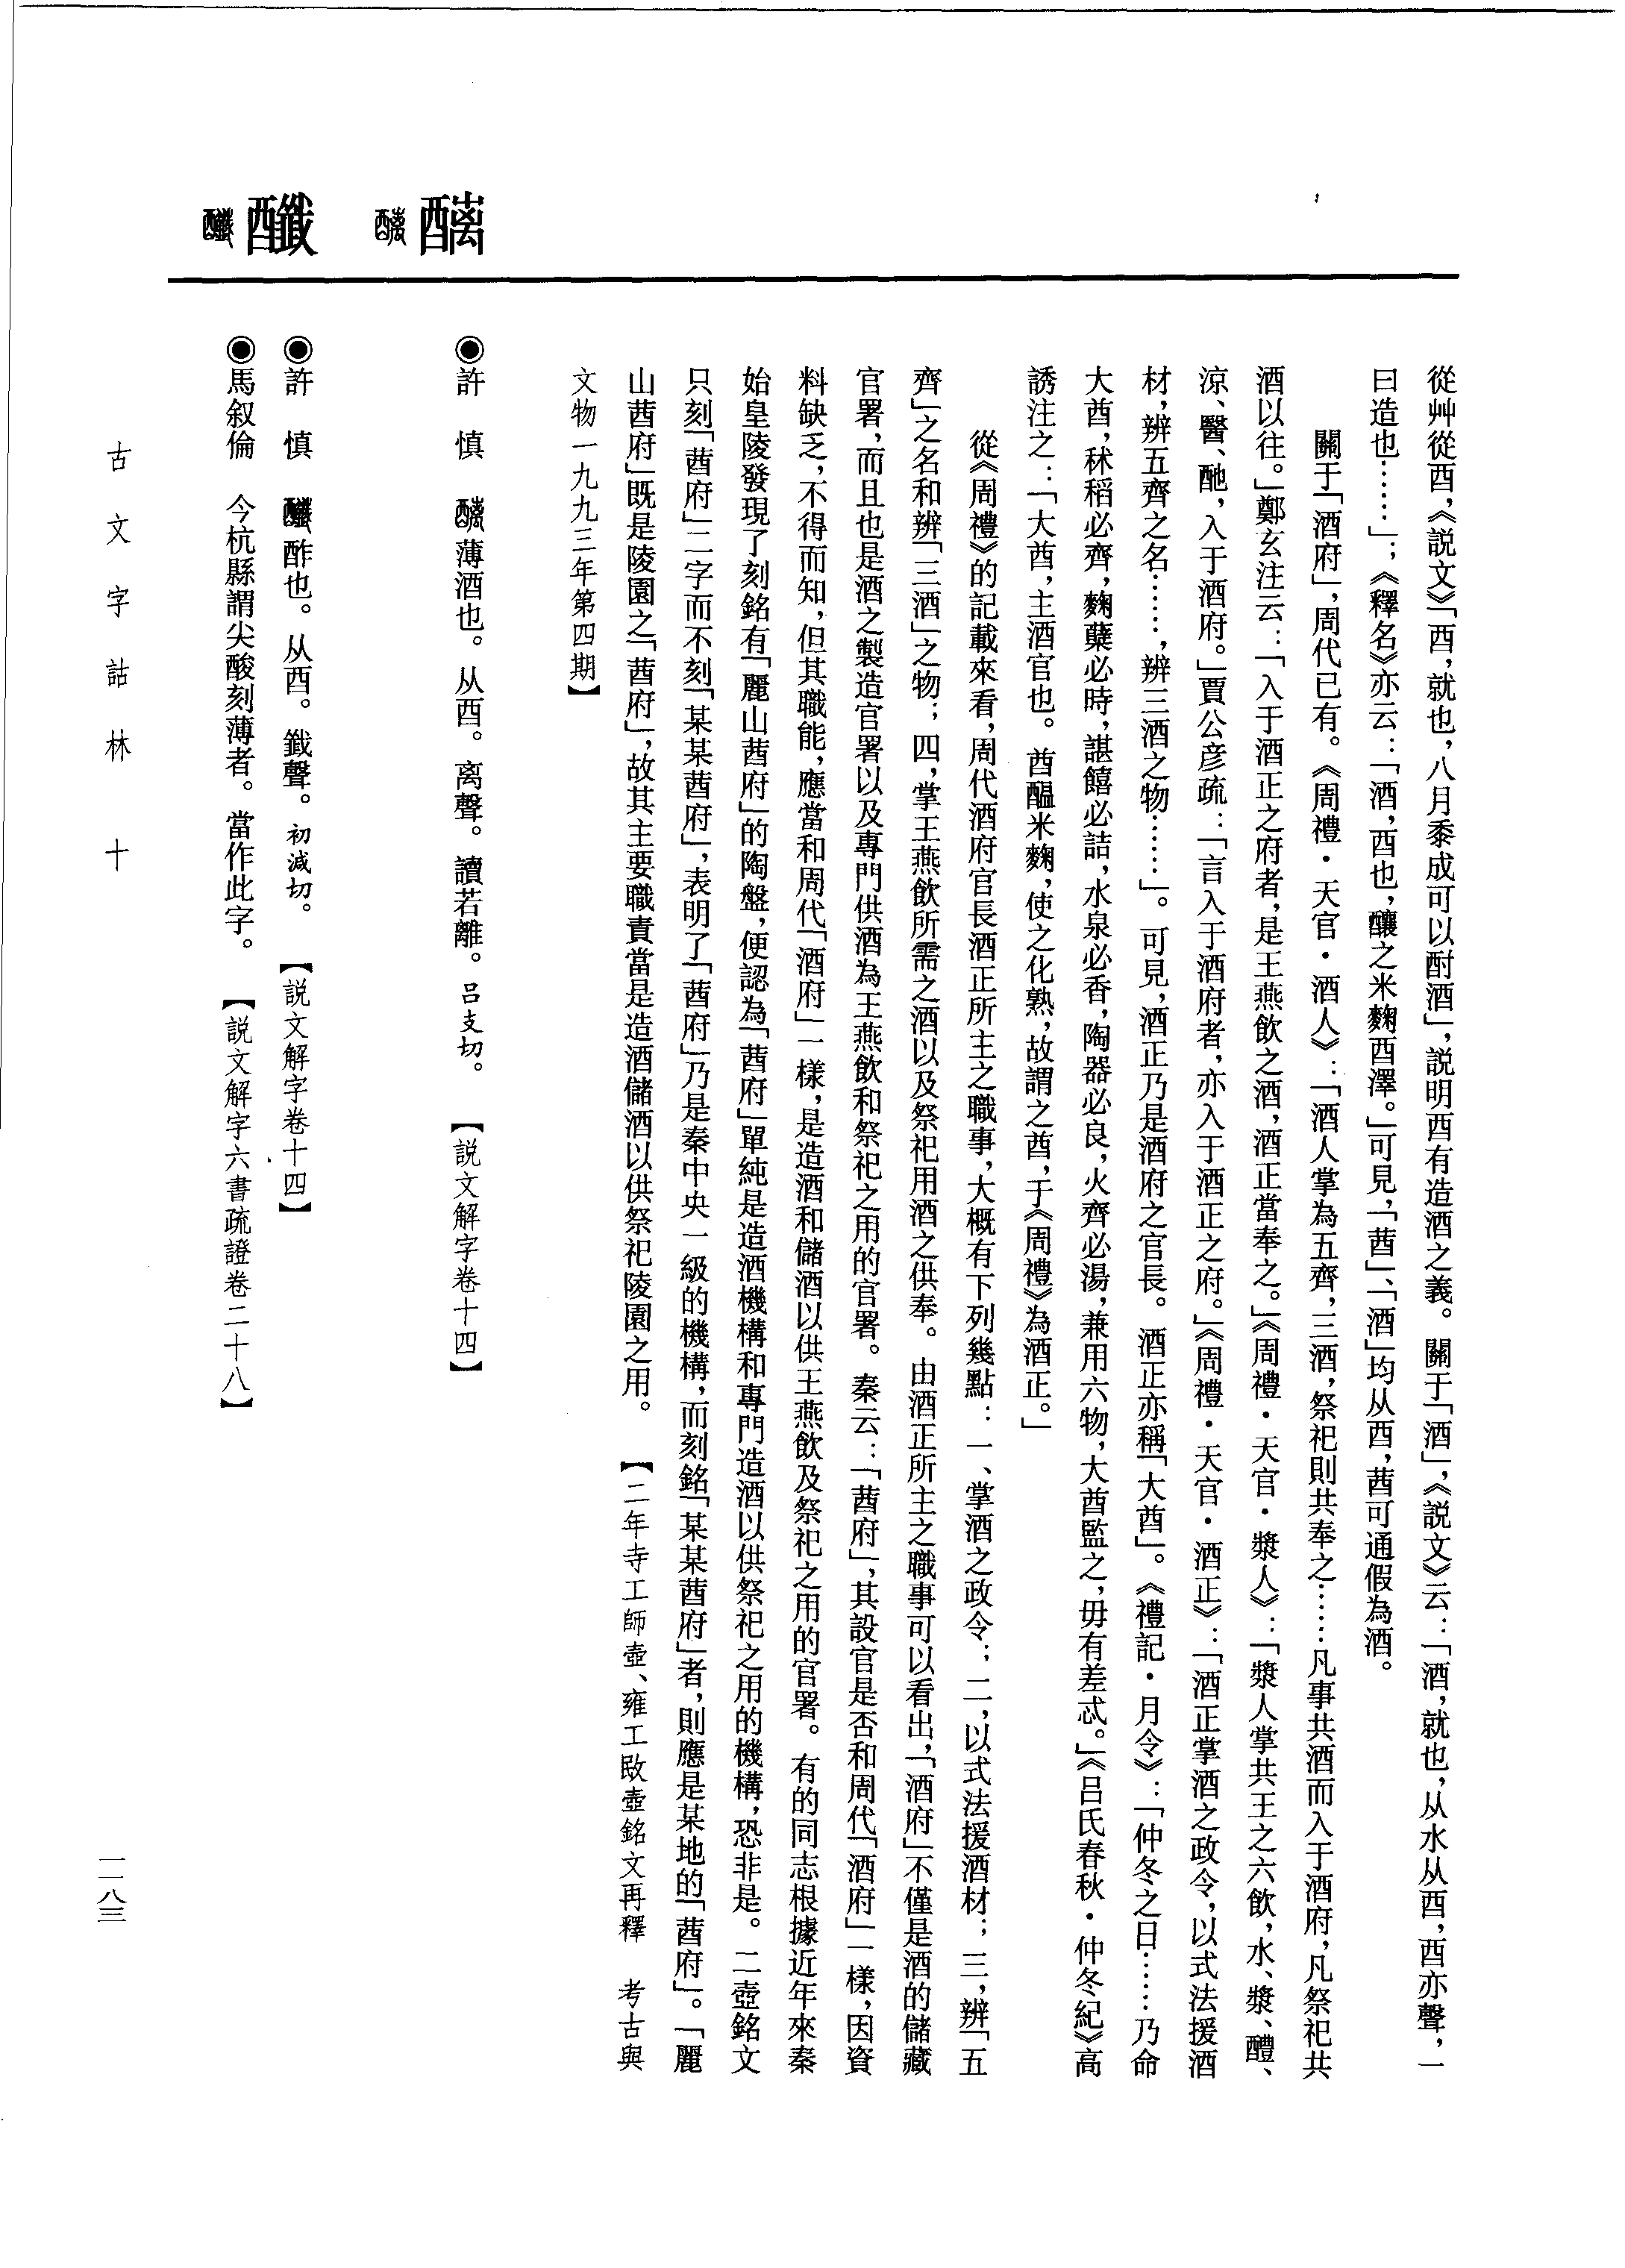 從艸從酉,《説文》「酉,就也,八月黍成可以酎酒」,説明酉有造酒之義。關于「酒」,《説文》云:「酒,就也,从水从酉,酉亦聲,一
曰造也……」;《釋名》亦云:「酒,酉也,釀之米麴酉澤。」可見,「莤」、「酒」均从酉,莤可通假為酒。
關于「酒府」,周代已有。《周禮·天官·酒人》:「酒人掌為五齊,三酒,祭祀則共奉之……凡事共酒而入于酒府,凡祭祀共
酒以往。」鄭玄注云:「入于酒正之府者,是王燕飲之酒,酒正當奉之。」《周禮·天官·漿人》:「漿人掌共王之六飲,水、漿、醴、
涼、醫、酏,入于酒府。」賈公彦疏:「言入于酒府者,亦入于酒正之府。」《周禮·天官·酒正》:「酒正掌酒之政令,以式法援酒
材,辨五齊之名……,辨三酒之物……」。可見,酒正乃是酒府之官長。酒正亦稱「大酋」。《禮記·月令》:「仲冬之日……乃命
大酋,秫稻必齊,麴糵必時,諶饎必詰,水泉必香,陶器必良,火齊必湯,兼用六物,大酋監之,毋有差忒。」《吕氏春秋·仲冬紀》高
誘注之:「大酋,主酒官也。酋醖米麴,使之化熟,故謂之酋,于《周禮》為酒正。」
從《周禮》的記載來看,周代酒府官長酒正所主之職事,大概有下列幾點:一、掌酒之政令;二,以式法援酒材;三,辨「五
齊」之名和辨「三酒」之物;四,掌王燕飲所需之酒以及祭祀用酒之供奉。由酒正所主之職事可以看出,「酒府」不僅是酒的儲藏
官署,而且也是酒之製造官署以及專門供酒為王燕飲和祭祀之用的官署。秦云:「莤府」,其設官是否和周代「酒府」一樣,因資
料缺乏,不得而知,但其職能,應當和周代「酒府」一樣,是造酒和儲酒以供王燕飲及祭祀之用的官署。有的同志根據近年來秦
始皇陵發現了刻銘有「麗山莤府」的陶盤,便認為「莤府」單純是造酒機構和專門造酒以供祭祀之用的機構,恐非是。二壺銘文
只刻「莤府」二字而不刻「某某莤府」,表明了「莤府」乃是秦中央一級的機構,而刻銘「某某莤府」者,則應是某地的「莤府」。「麗
山莤府」既是陵園之「莤府」,故其主要職責當是造酒儲酒以供祭祀陵園之用。【二年寺工師壺、雍工敃壺銘文再釋 考古與
文物一九九三年第四期】
醨
◉許 慎 醨薄酒也。从酉。离聲。讀若離。吕支切。【説文解字卷十四】
醶
◉許 慎 酢也。从酉。韱聲。初減切。【説文解字卷十四】
◉馬叙倫 今杭縣謂尖酸刻薄者。當作此字。【説文解字六書疏證卷二十八】
古文字詁林 十
一一八三